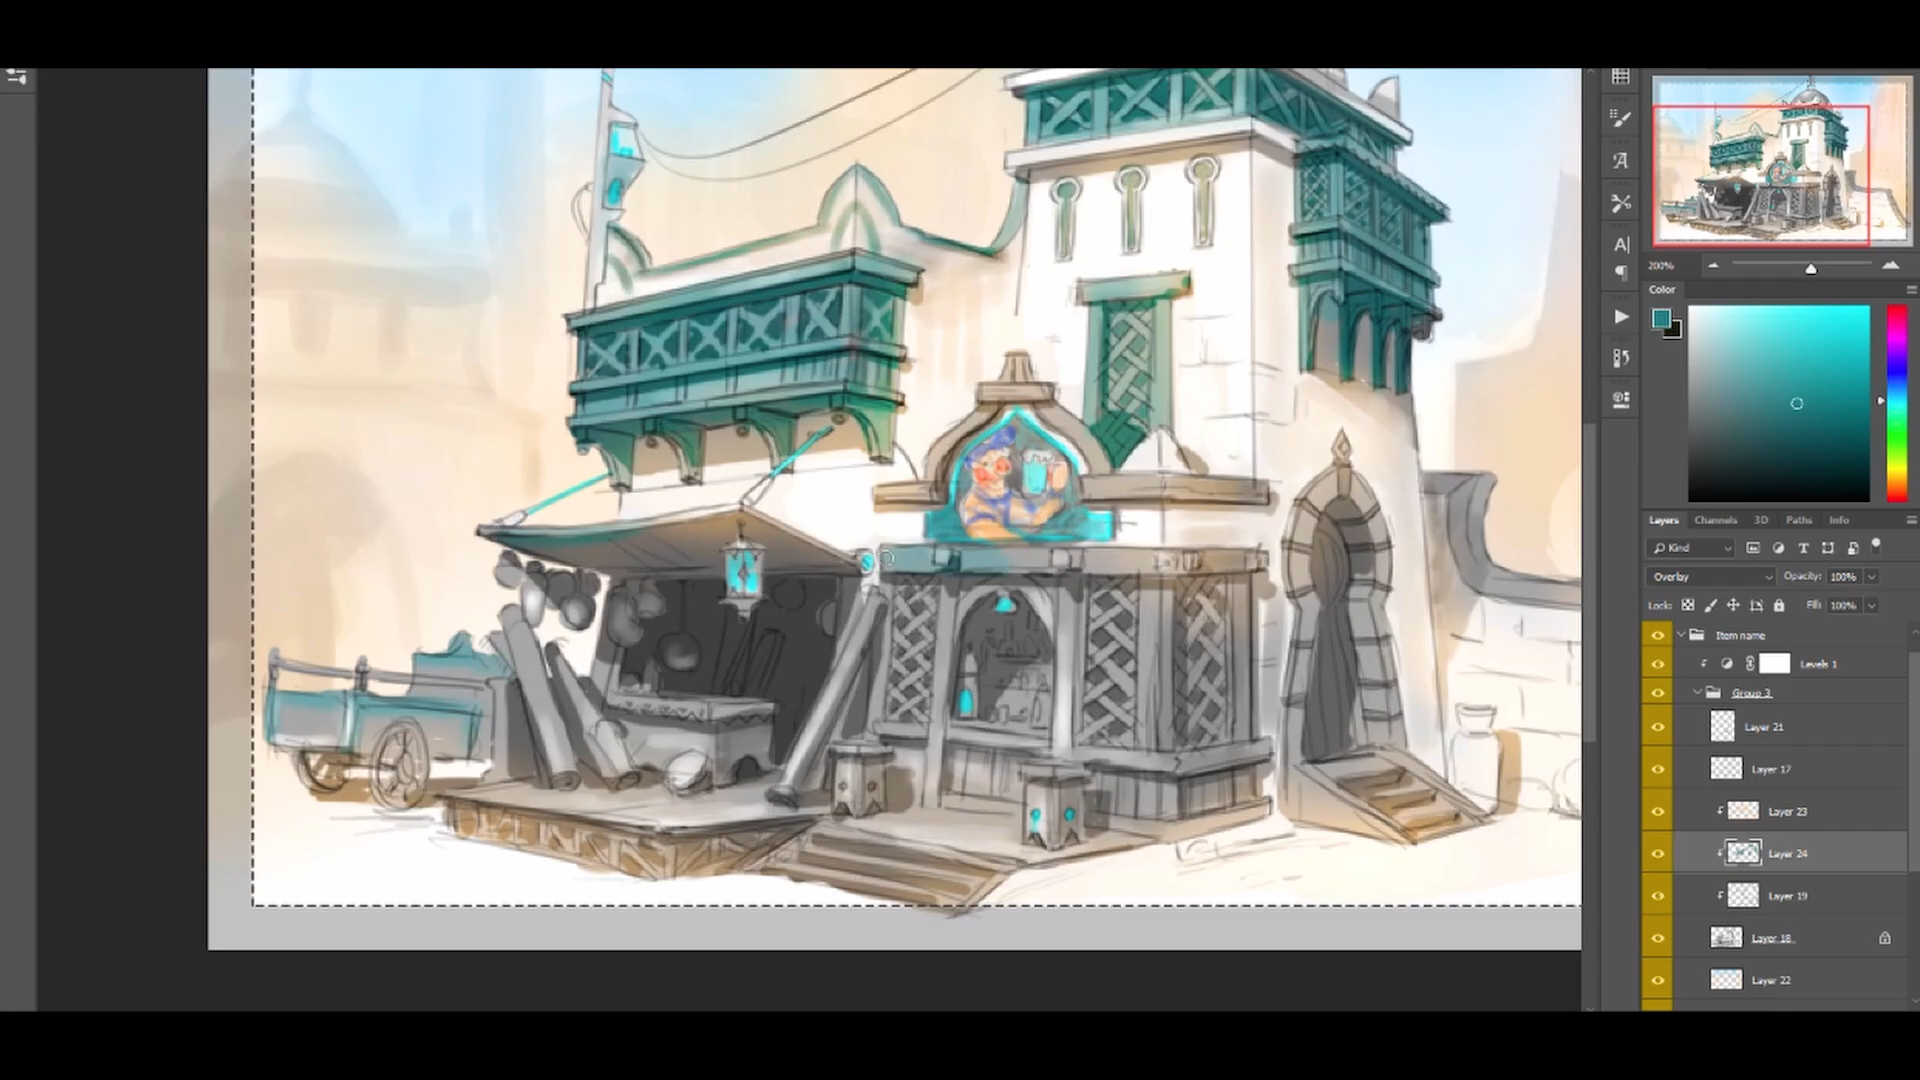 200%
Color
Layers Channels 3D Paths Info
Kind
Overlay Opacity: 100%
Lock: Fill: 100%
Item name
Levels 1
Group 3
Layer 21
Layer 17
Layer 23
Layer 24
Layer 19
Layer 18
Layer 22